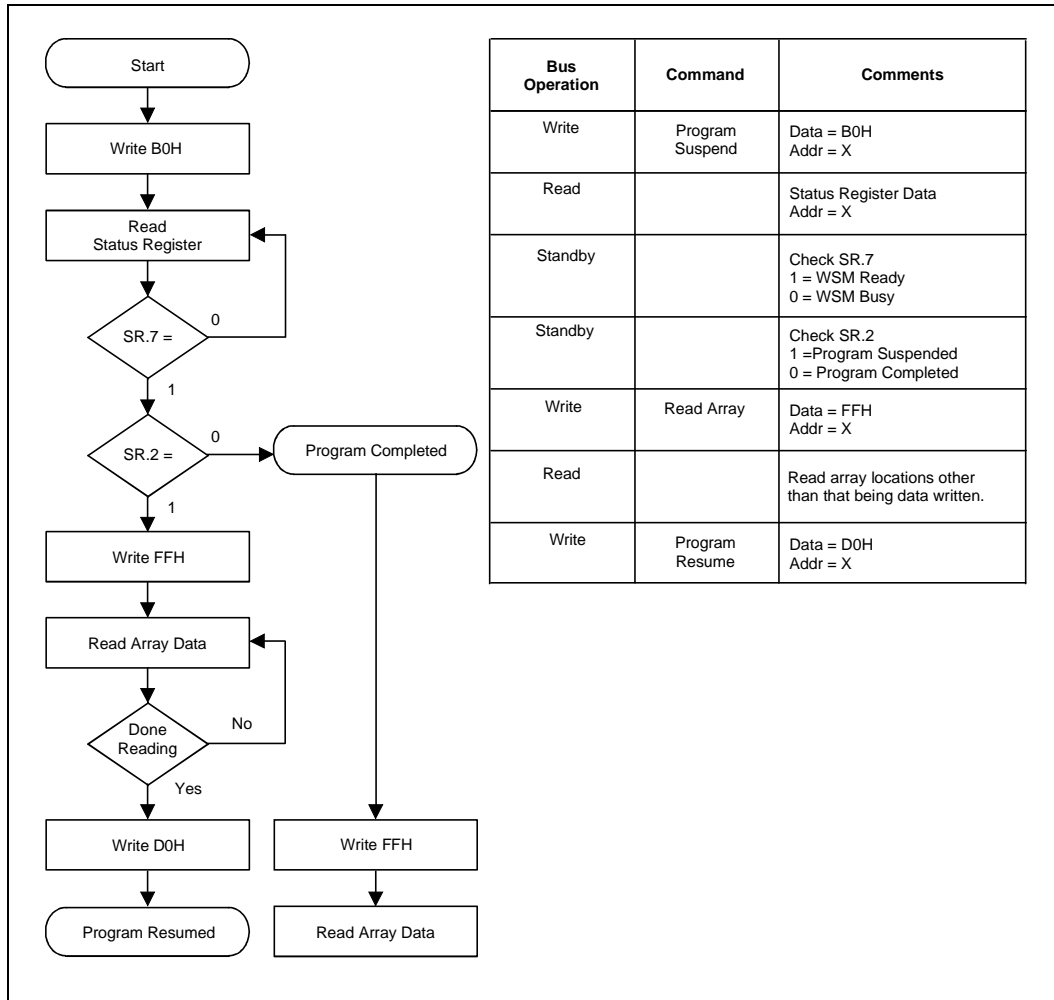 Start
Write B0H
Read
Status Register
SR.7 =
0
1
SR.2 =
0
Program Completed
1
Write FFH
Read Array Data
Done
Reading
No
Yes
Write D0H
Write FFH
Program Resumed
Read Array Data
Bus
Operation
Command
Comments
Write
Program
Suspend
Data = B0H
Addr = X
Read
Status Register Data
Addr = X
Standby
Check SR.7
1 = WSM Ready
0 = WSM Busy
Standby
Check SR.2
1 =Program Suspended
0 = Program Completed
Write
Read Array
Data = FFH
Addr = X
Read
Read array locations other
than that being data written.
Write
Program
Resume
Data = D0H
Addr = X